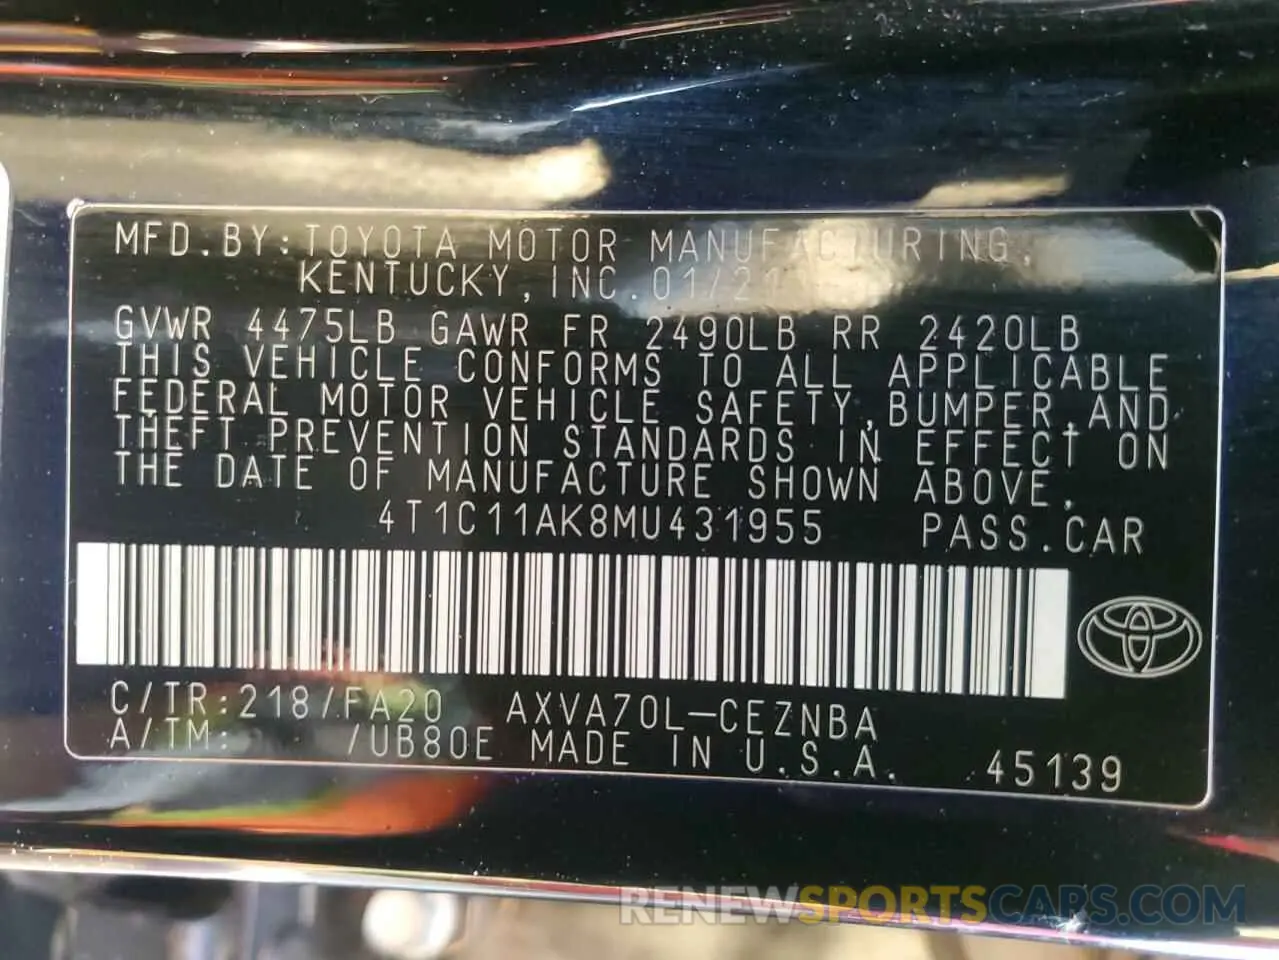 MFD.BY:TOYOTA MOTOR MANUFACTURING,
KENTUCKY,INC.01/21
GVWR 4475LB GAWR FR 2490LB RR 2420LB
THIS VEHICLE CONFORMS TO ALL APPLICABLE
FEDERAL MOTOR VEHICLE SAFETY,BUMPER,AND
THEFT PREVENTION STANDARDS IN EFFECT ON
THE DATE OF MANUFACTURE SHOWN ABOVE.
4T1C11AK8MU431955 PASS.CAR
C/TR:218/FA20 AXVA70L-CEZNBA
A/TM: /UB80E MADE IN U.S.A. 45139
RENEWSPORTSCARS.COM